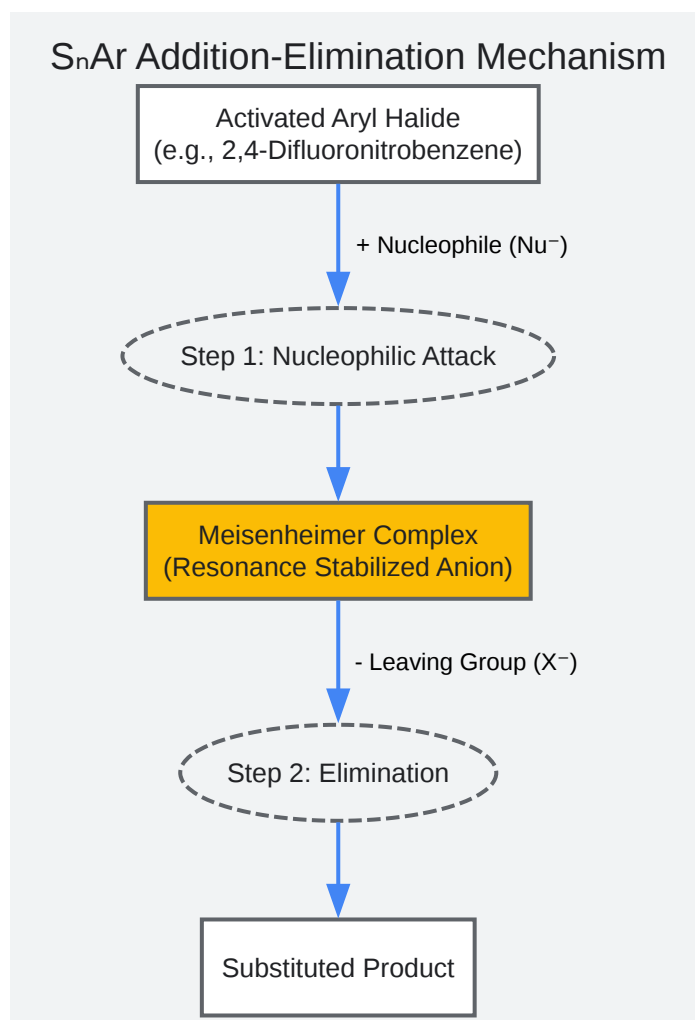 SₙAr Addition-Elimination Mechanism
Activated Aryl Halide
(e.g., 2,4-Difluoronitrobenzene)
+ Nucleophile (Nu⁻)
Step 1: Nucleophilic Attack
Meisenheimer Complex
(Resonance Stabilized Anion)
- Leaving Group (X⁻)
Step 2: Elimination
Substituted Product